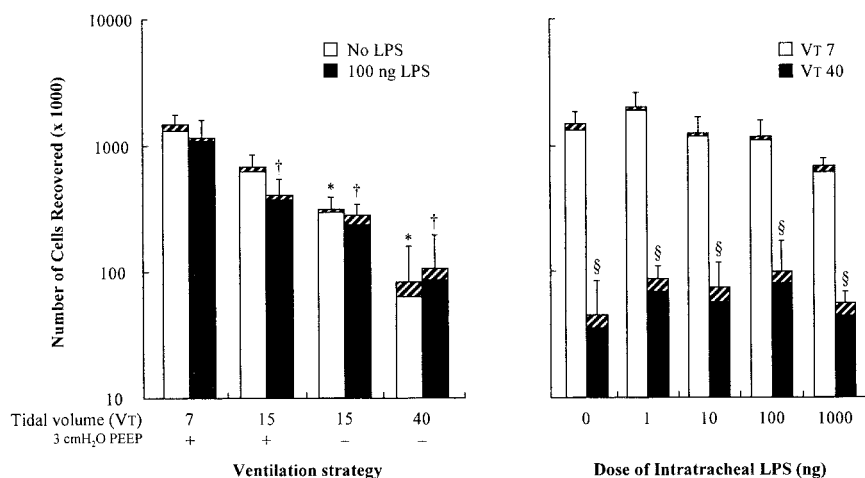 10000
1000
100
10
Number of Cells Recovered (x 1000)
No LPS
100 ng LPS
†
*
†
*
†
Tidal volume (VT) 7 15 15 40
3 cmH₂O PEEP + + − −
Ventilation strategy
VT 7
VT 40
§ § § § §
0 1 10 100 1000
Dose of Intratracheal LPS (ng)